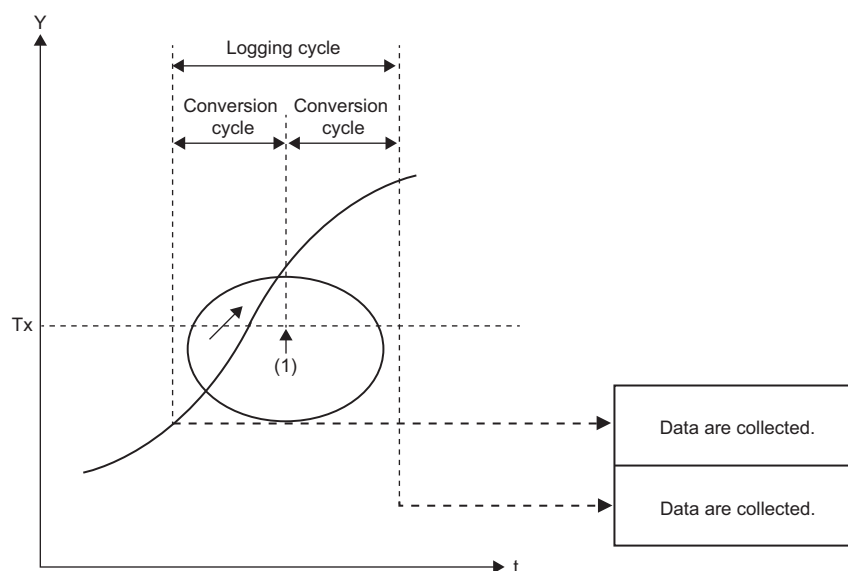 Y
Logging cycle
Conversion
cycle
Conversion
cycle
Tx
(1)
Data are collected.
Data are collected.
t